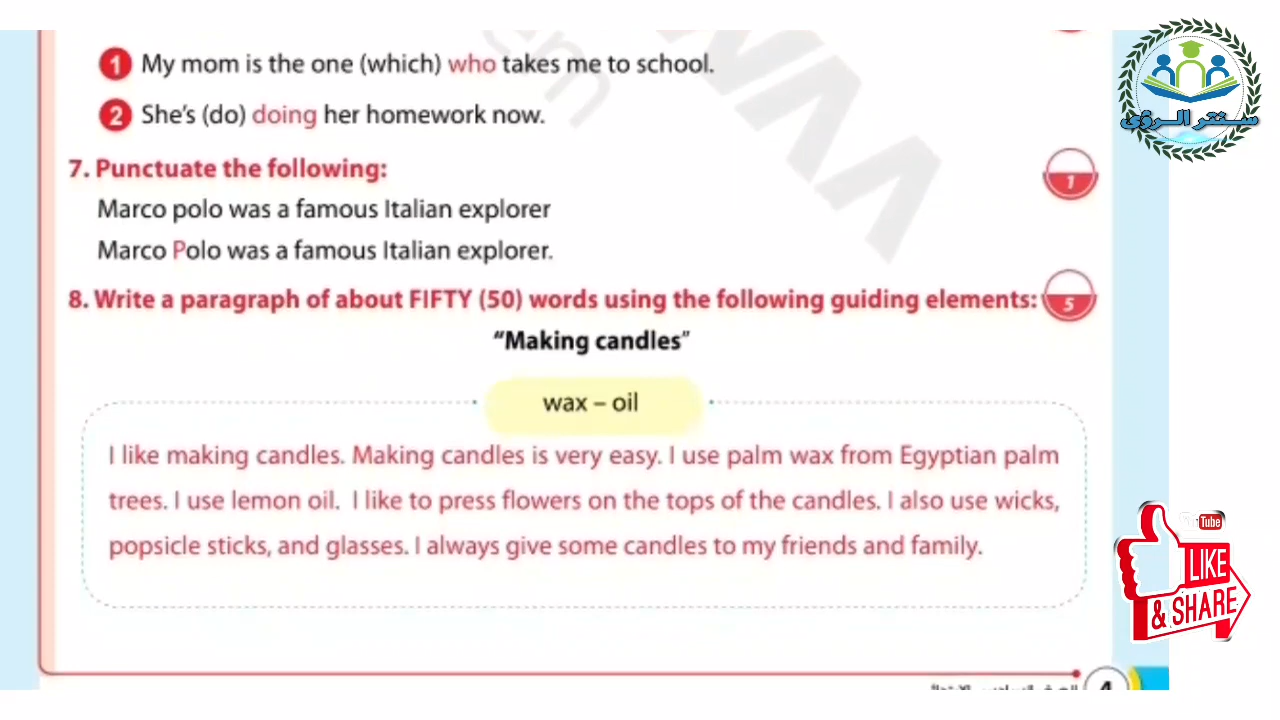 1 My mom is the one (which) who takes me to school.
2 She's (do) doing her homework now.
7. Punctuate the following:
1
Marco polo was a famous Italian explorer
Marco Polo was a famous Italian explorer.
8. Write a paragraph of about FIFTY (50) words using the following guiding elements:
5
“Making candles”
wax – oil
I like making candles. Making candles is very easy. I use palm wax from Egyptian palm
trees. I use lemon oil. I like to press flowers on the tops of the candles. I also use wicks,
popsicle sticks, and glasses. I always give some candles to my friends and family.
4
سنتر الرؤى
Tube
LIKE
& SHARE